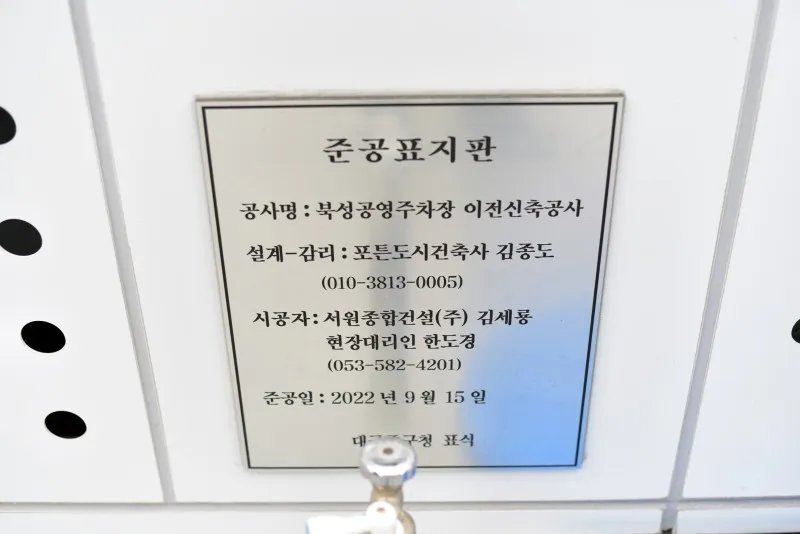 준공표지판
공사명 : 북성공영주차장 이전신축공사
설계-감리 : 포튼도시건축사 김종도
(010-3813-0005)
시공자 : 서원종합건설(주) 김세룡
현장대리인 한도경
(053-582-4201)
준공일 : 2022 년 9 월 15 일
표식